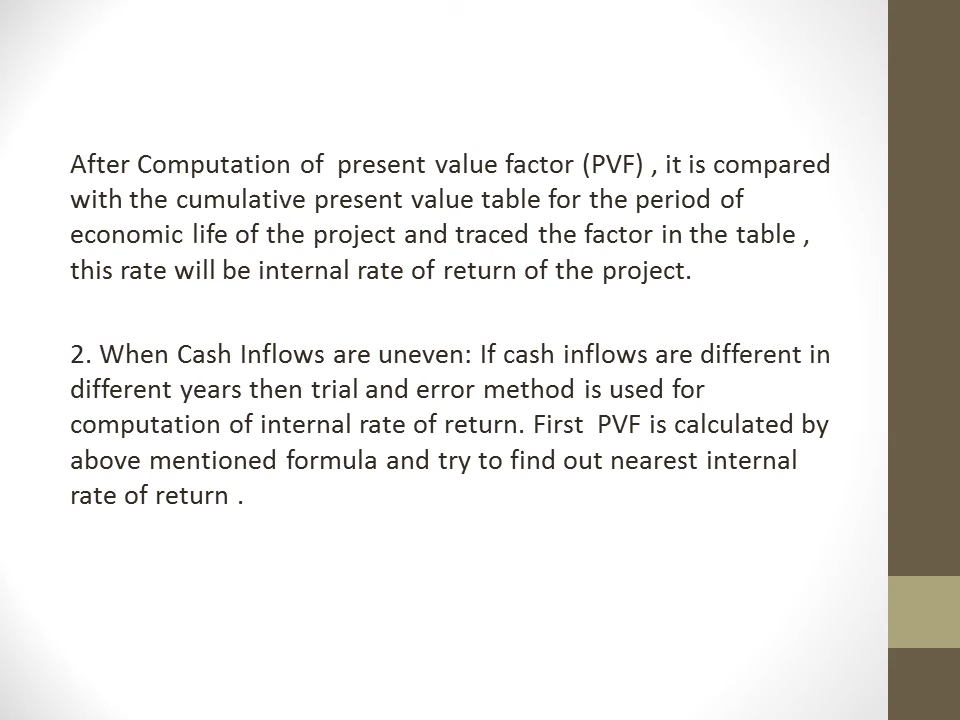 After Computation of  present value factor (PVF) , it is compared
with the cumulative present value table for the period of
economic life of the project and traced the factor in the table ,
this rate will be internal rate of return of the project.
2. When Cash Inflows are uneven: If cash inflows are different in
different years then trial and error method is used for
computation of internal rate of return. First  PVF is calculated by
above mentioned formula and try to find out nearest internal
rate of return .